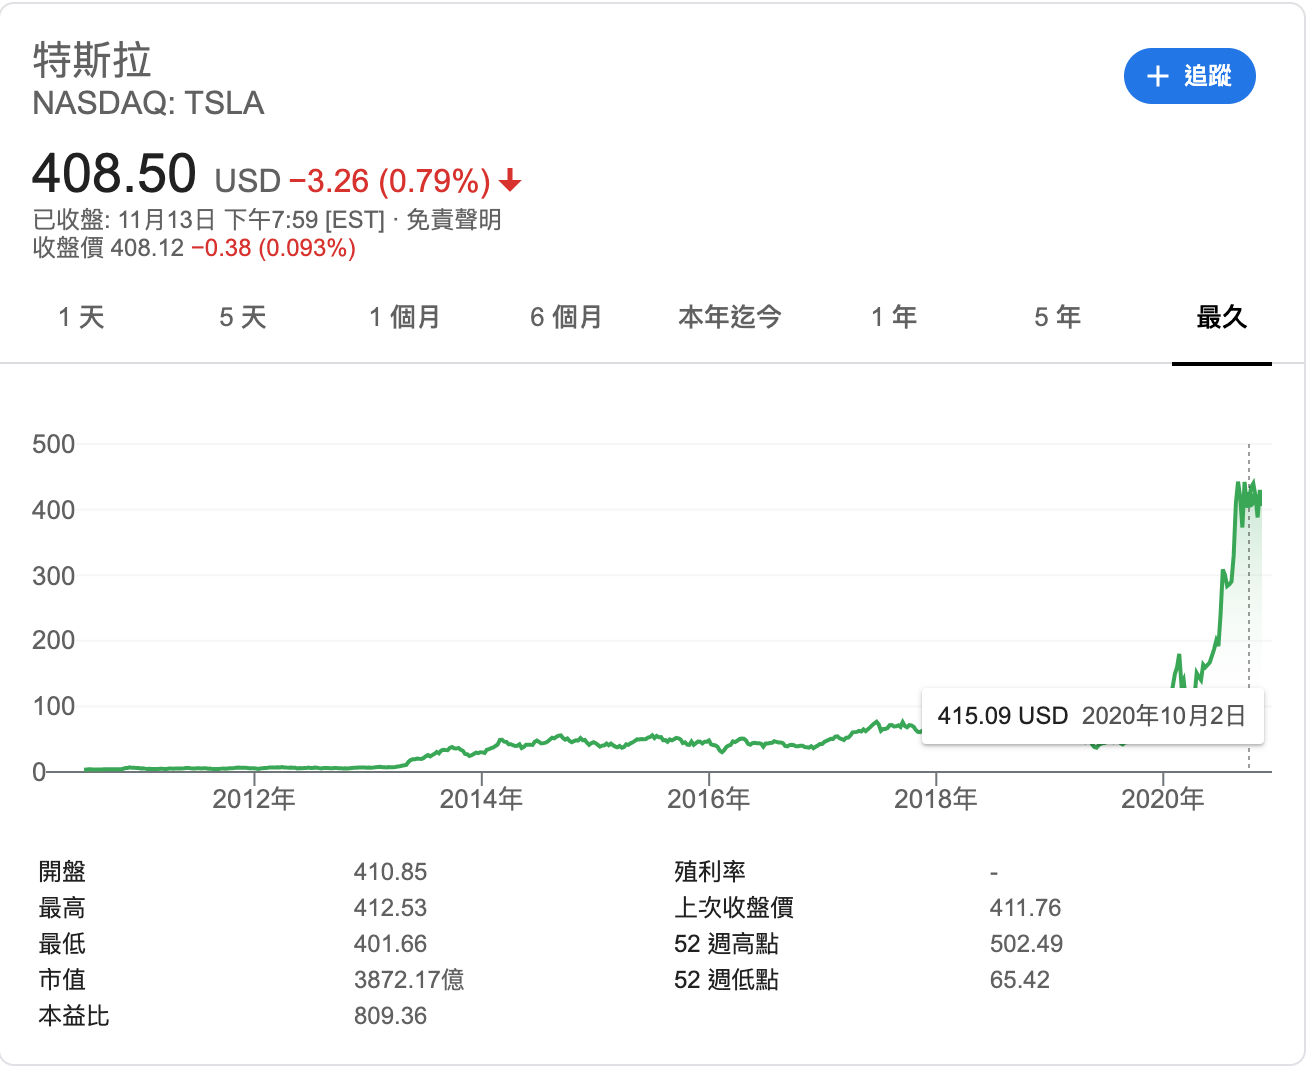 特斯拉
NASDAQ: TSLA
+ 追蹤
408.50 USD −3.26 (0.79%)
已收盤: 11月13日 下午7:59 [EST] · 免責聲明
收盤價 408.12 −0.38 (0.093%)
1 天 5 天 1 個月 6 個月 本年迄今 1 年 5 年 最久
500
400
300
200
100
0
415.09 USD 2020年10月2日
2012年 2014年 2016年 2018年 2020年
開盤 410.85
最高 412.53
最低 401.66
市值 3872.17億
本益比 809.36
殖利率 -
上次收盤價 411.76
52 週高點 502.49
52 週低點 65.42